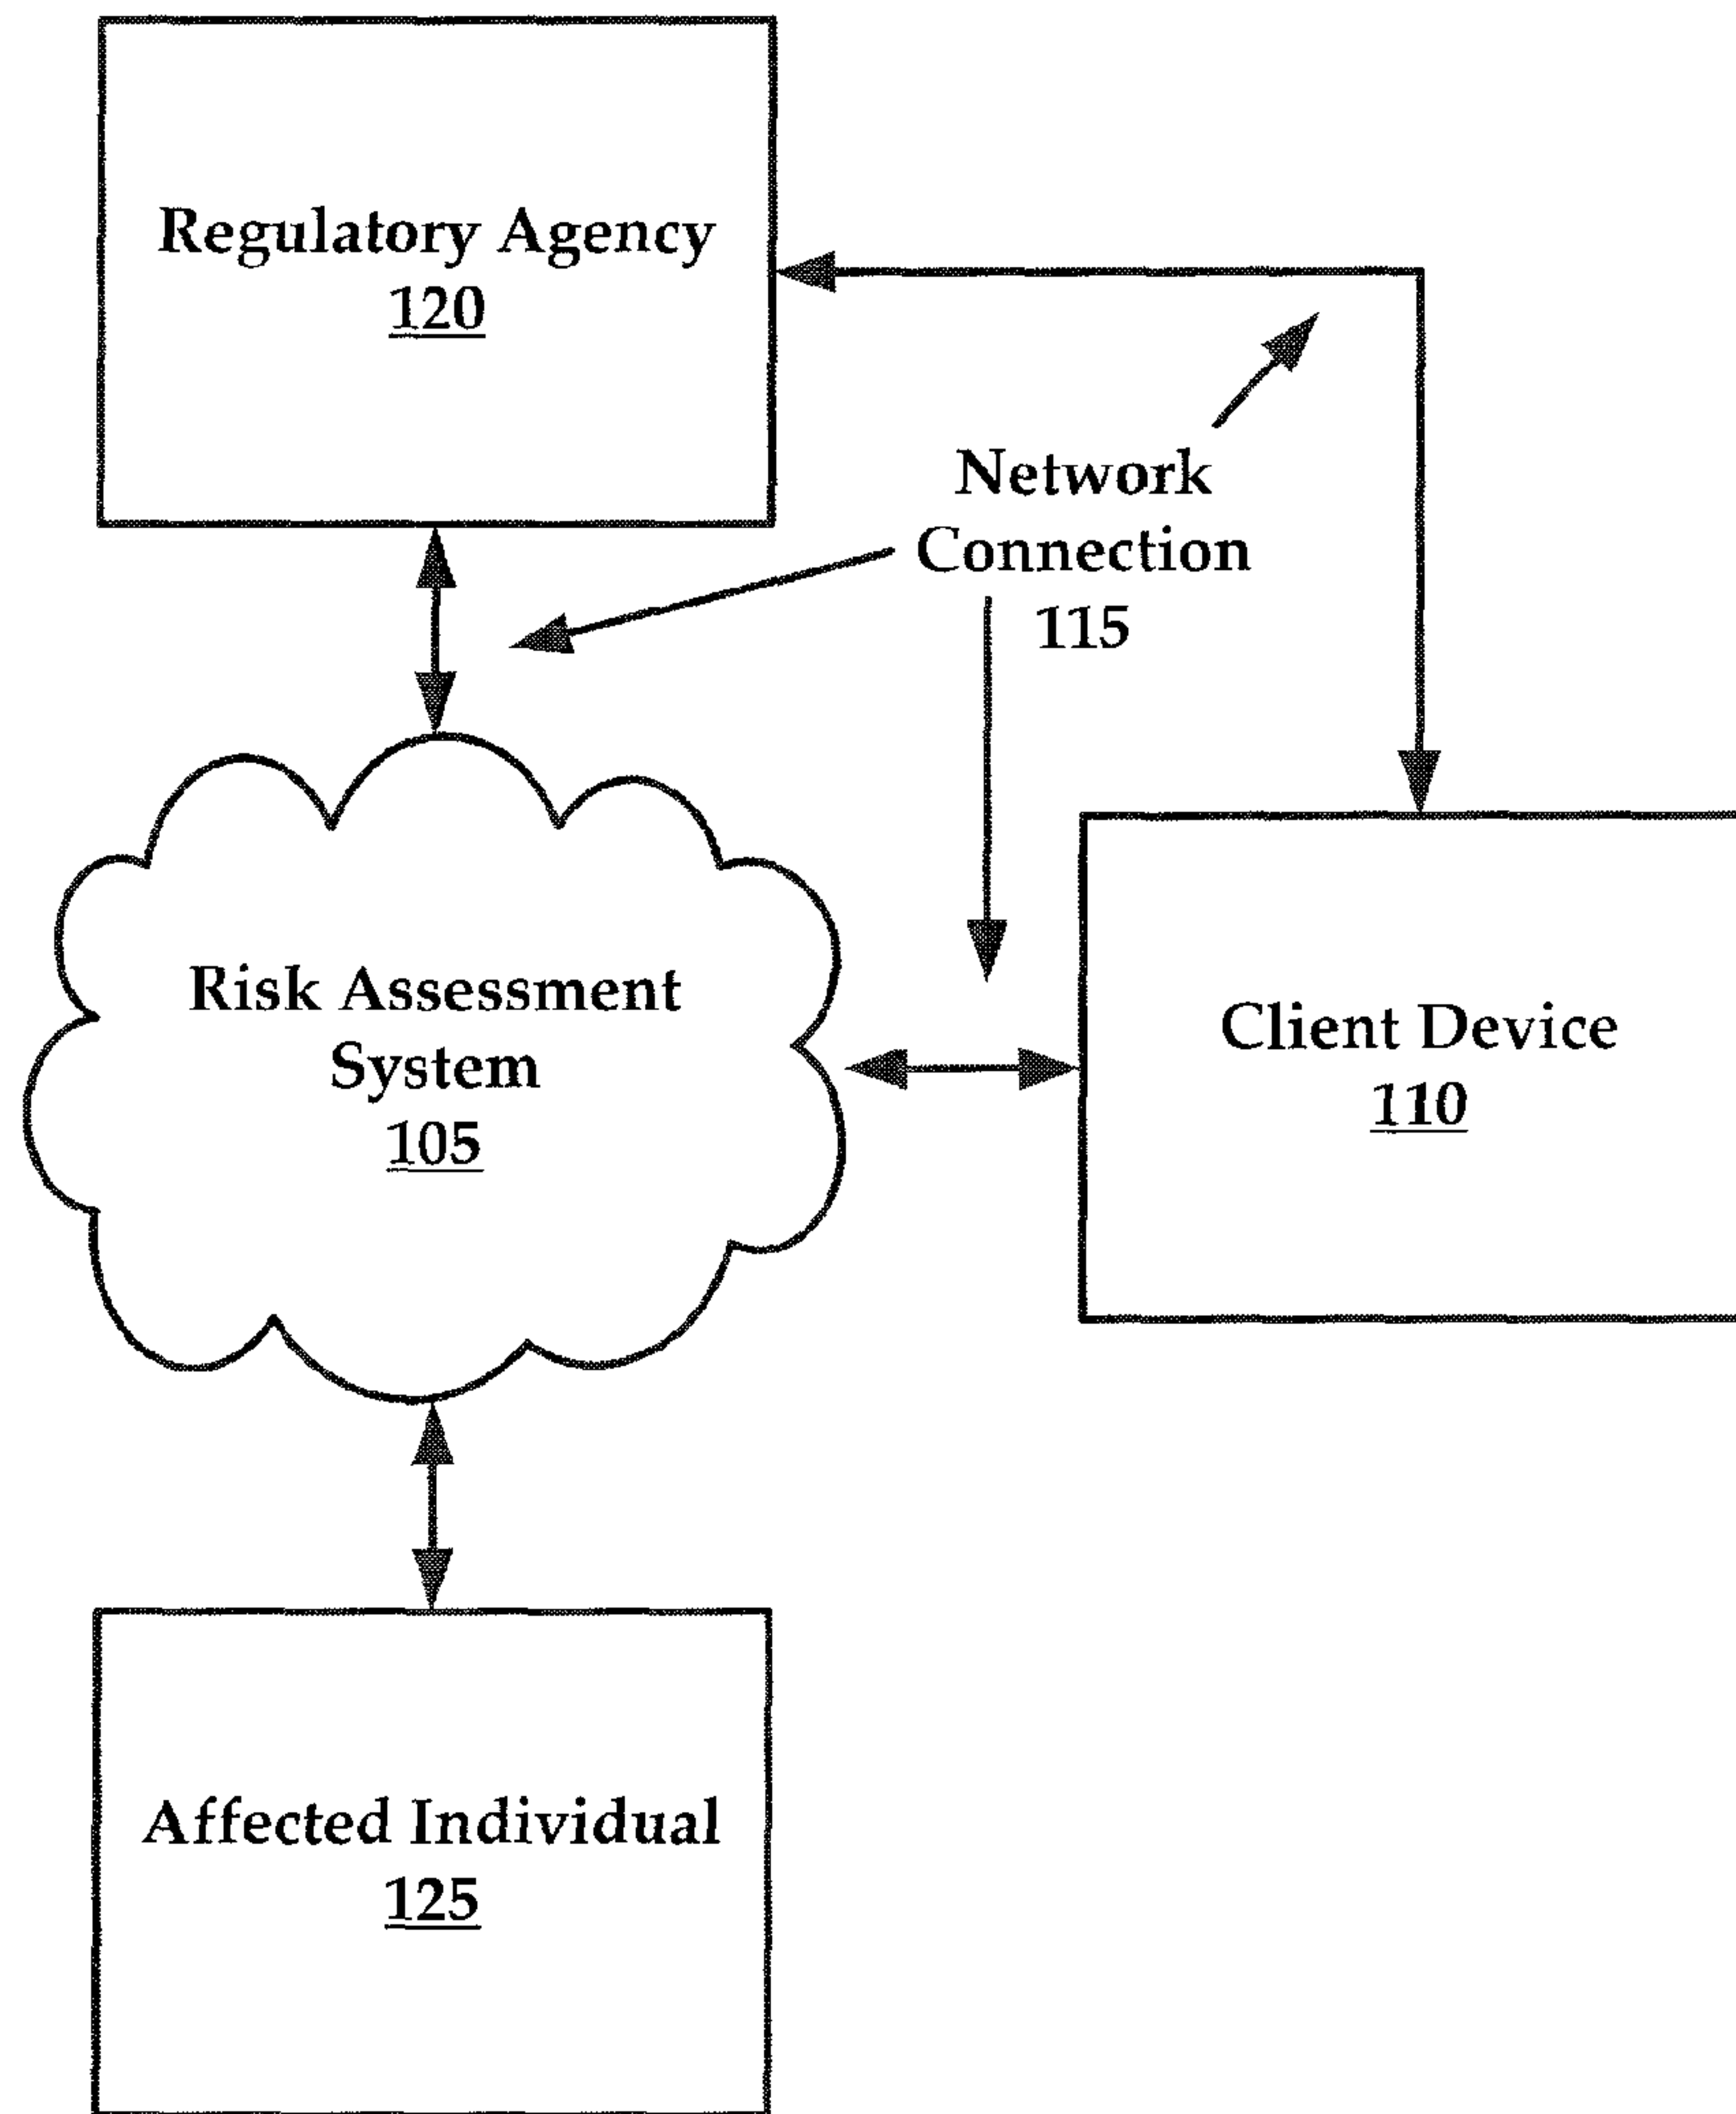 Regulatory Agency
120
Network
Connection
115
Risk Assessment
System
105
Client Device
110
Affected Individual
125